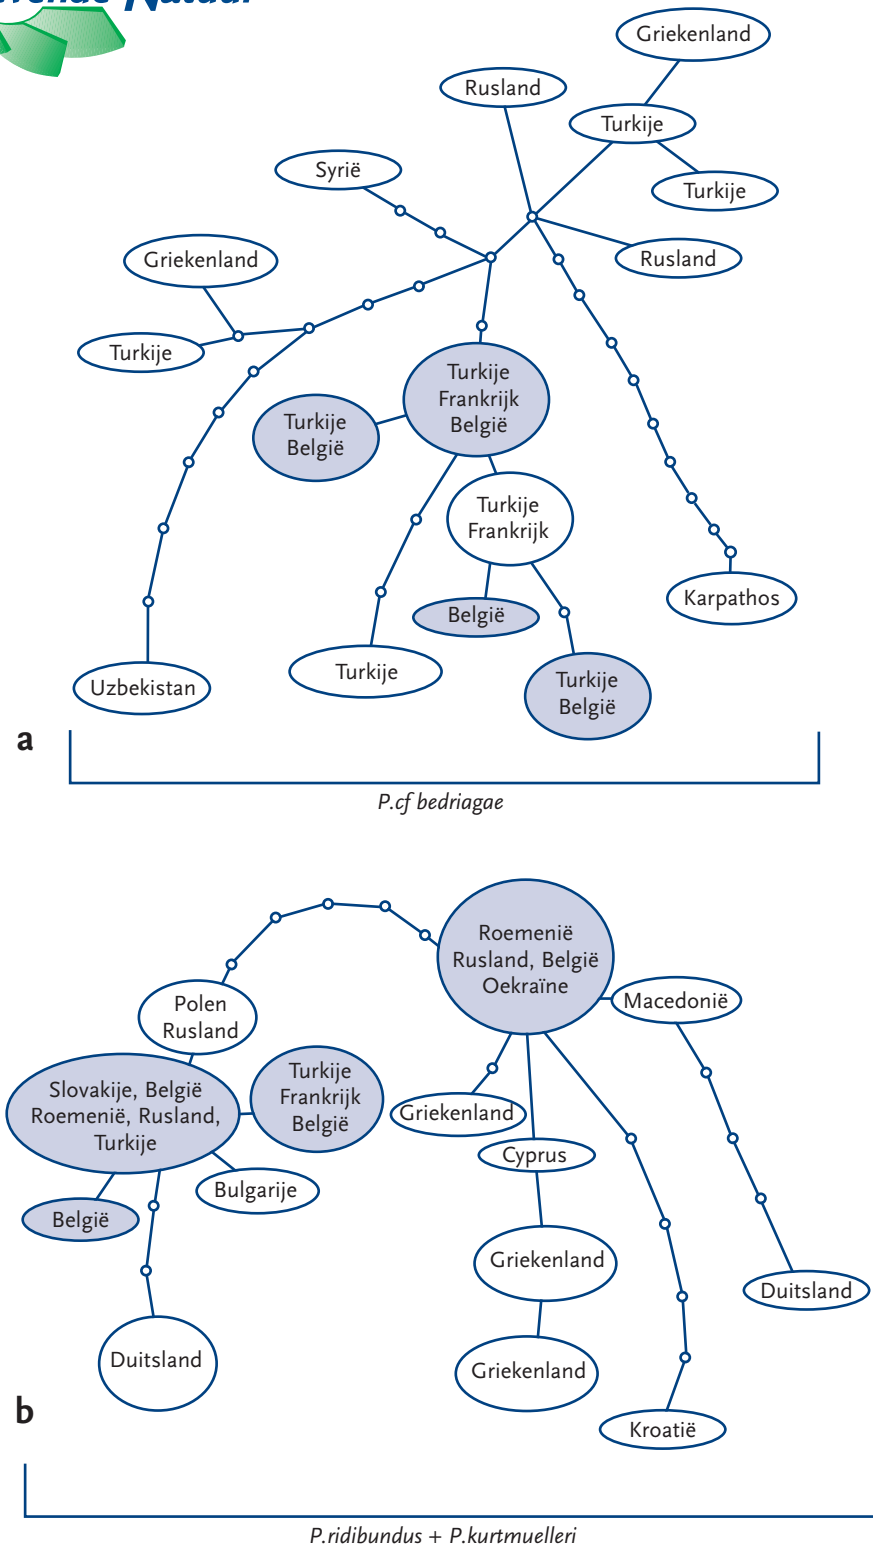 Natuur
Griekenland
Rusland
Turkije
Syrië
Turkije
Griekenland
Rusland
Turkije
Turkije
Frankrijk
België
Turkije
België
Turkije
Frankrijk
Karpathos
België
Turkije
Uzbekistan
Turkije
België
a
P.cf bedriagae
Roemenië
Rusland, België
Oekraïne
Polen
Rusland
Macedonië
Turkije
Frankrijk
België
Slovakije, België
Roemenië, Rusland,
Turkije
Griekenland
Cyprus
Bulgarije
België
Griekenland
Duitsland
Duitsland
Griekenland
b
Kroatië
P.ridibundus + P.kurtmuelleri